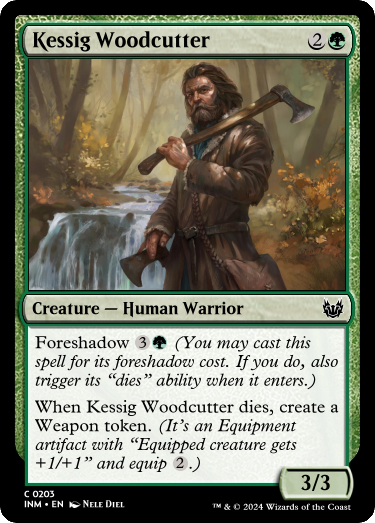 Kessig Woodcutter 2
Creature — Human Warrior
Foreshadow 3 (You may cast this
spell for its foreshadow cost. If you do, also
trigger its “dies” ability when it enters.)
When Kessig Woodcutter dies, create a
Weapon token. (It’s an Equipment
artifact with “Equipped creature gets
+1/+1” and equip 2.)
3/3
C 0203
INM • EN Nele Diel
™ & © 2024 Wizards of the Coast